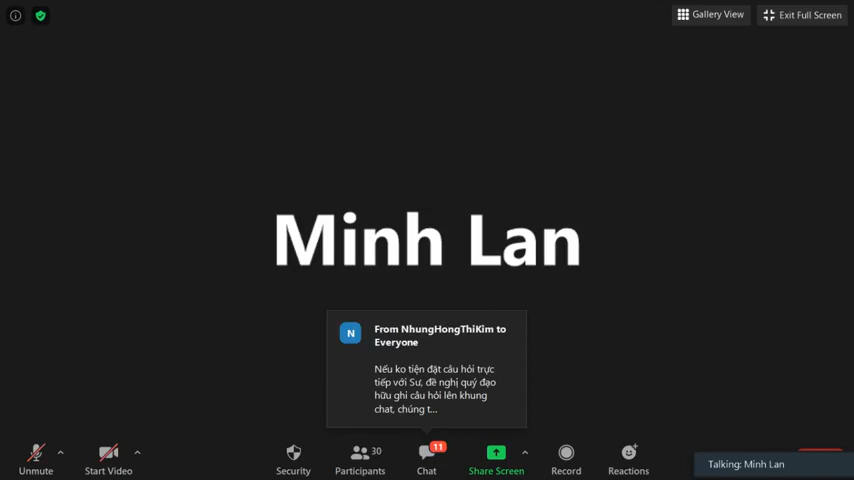 Gallery View
Exit Full Screen
Minh Lan
N
From NhungHongThiKim to
Everyone
Nếu ko tiện đặt câu hỏi trực
tiếp với Sư, đề nghị quý đạo
hữu ghi câu hỏi lên khung
chat, chúng t...
Unmute
Start Video
Security
Participants
30
Chat
11
Share Screen
Record
Reactions
Talking: Minh Lan